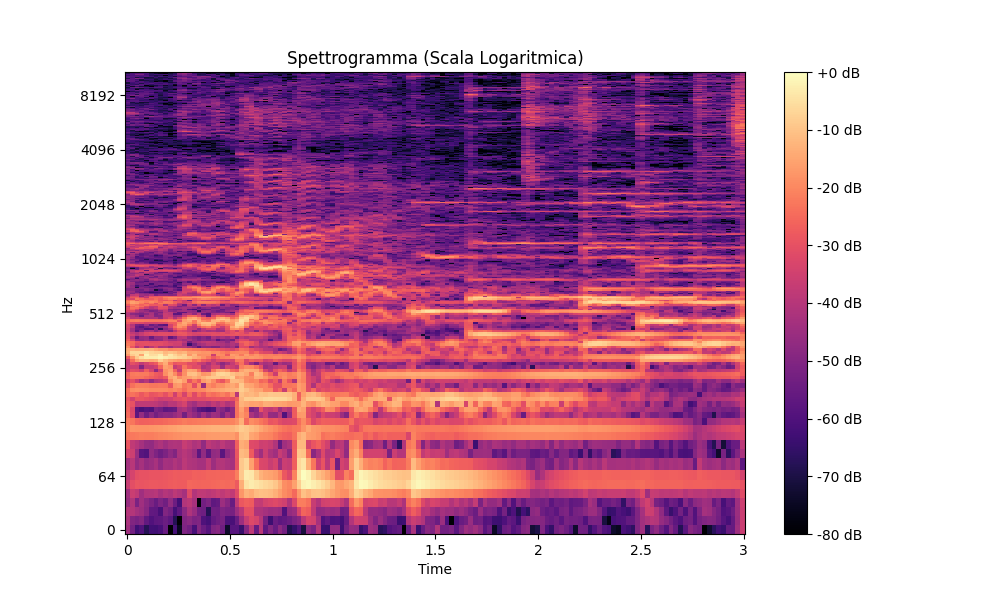 Spettrogramma (Scala Logaritmica)
8192
4096
2048
1024
512
256
128
64
0
Hz
0
0.5
1
1.5
2
2.5
3
Time
+0 dB
-10 dB
-20 dB
-30 dB
-40 dB
-50 dB
-60 dB
-70 dB
-80 dB